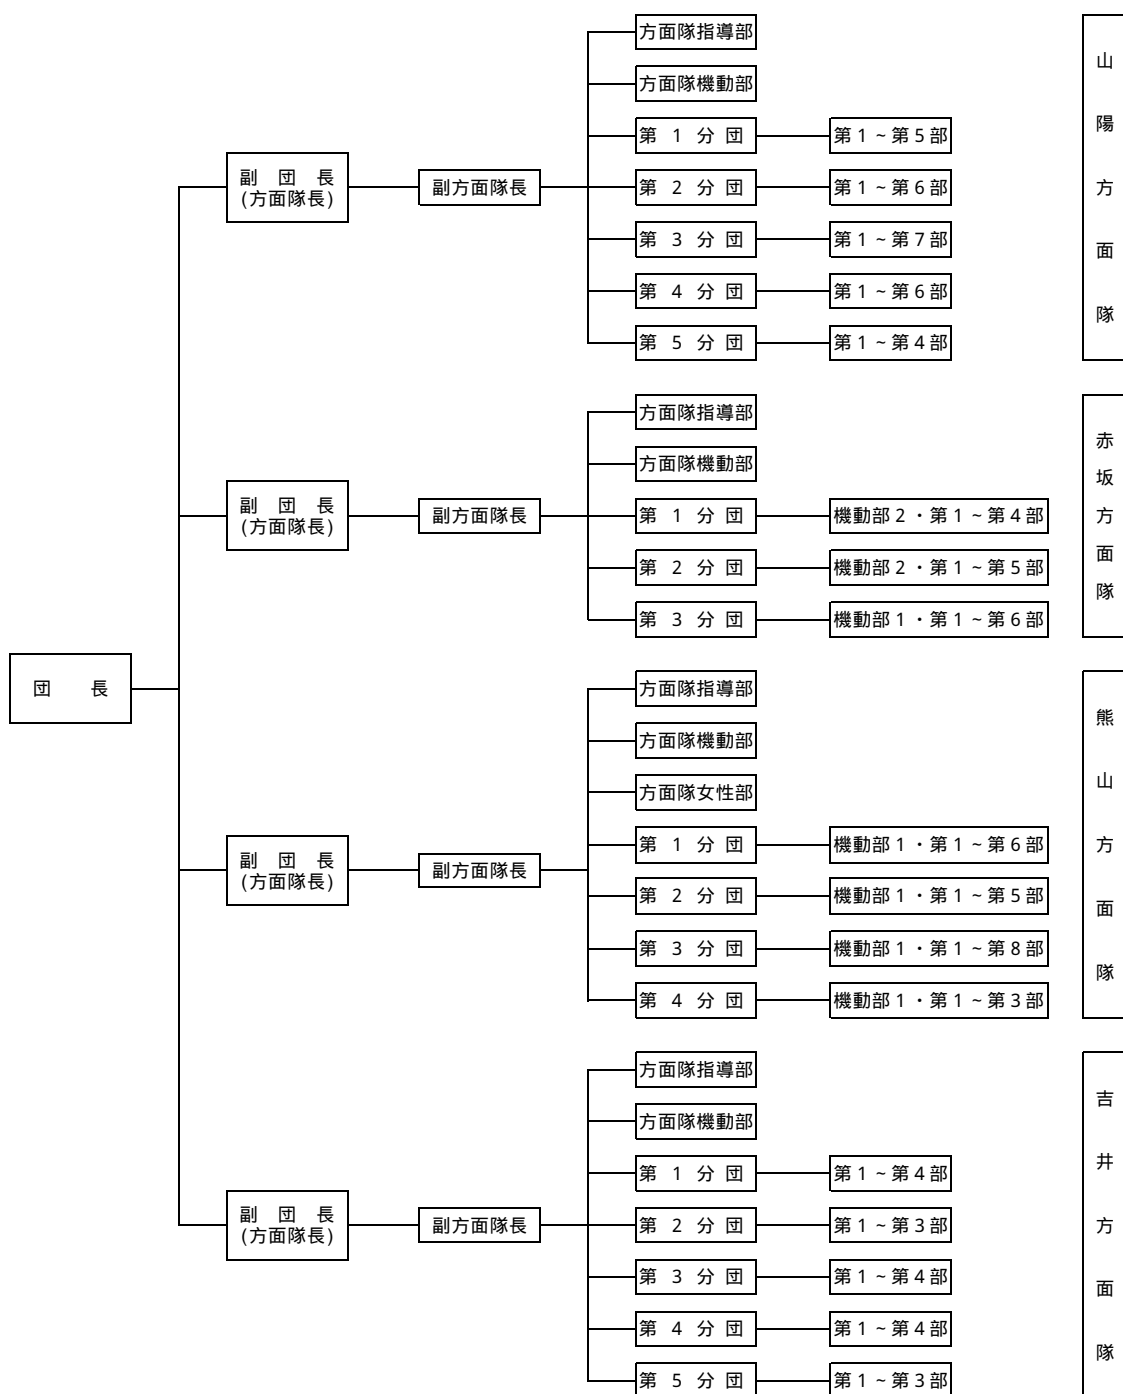 団 長
副 団 長
(方面隊長)
副方面隊長
方面隊指導部
方面隊機動部
第 1 分 団
第1~第5部
第 2 分 団
第1~第6部
第 3 分 団
第1~第7部
第 4 分 団
第1~第6部
第 5 分 団
第1~第4部
山陽方面隊
副 団 長
(方面隊長)
副方面隊長
方面隊指導部
方面隊機動部
第 1 分 団
機動部2・第1~第4部
第 2 分 団
機動部2・第1~第5部
第 3 分 団
機動部1・第1~第6部
赤坂方面隊
副 団 長
(方面隊長)
副方面隊長
方面隊指導部
方面隊機動部
方面隊女性部
第 1 分 団
機動部1・第1~第6部
第 2 分 団
機動部1・第1~第5部
第 3 分 団
機動部1・第1~第8部
第 4 分 団
機動部1・第1~第3部
熊山方面隊
副 団 長
(方面隊長)
副方面隊長
方面隊指導部
方面隊機動部
第 1 分 団
第1~第4部
第 2 分 団
第1~第3部
第 3 分 団
第1~第4部
第 4 分 団
第1~第4部
第 5 分 団
第1~第3部
吉井方面隊